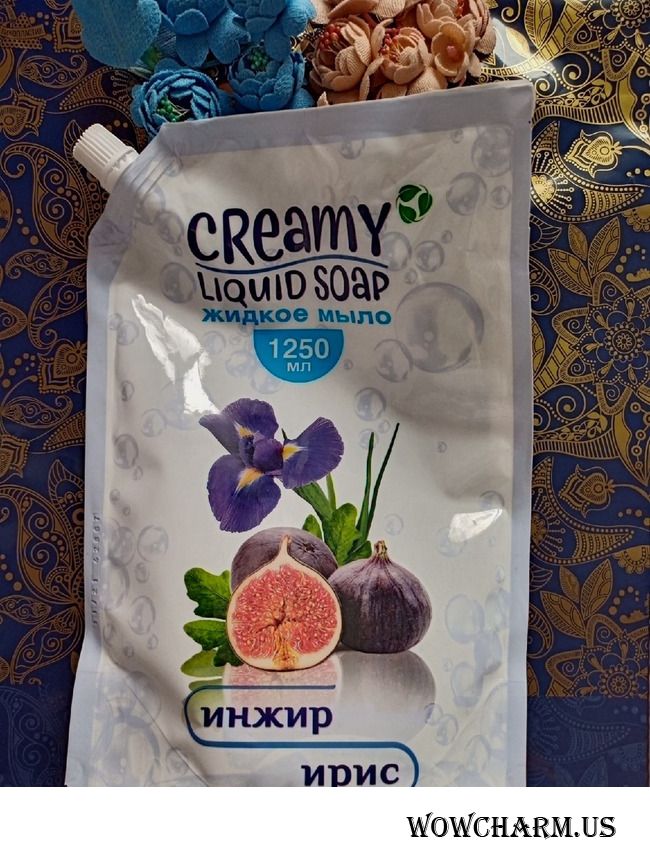 CReamy
LIQUID SOAP
жидкое мыло
1250
МЛ
инжир
ирис
WOWCHARM.US